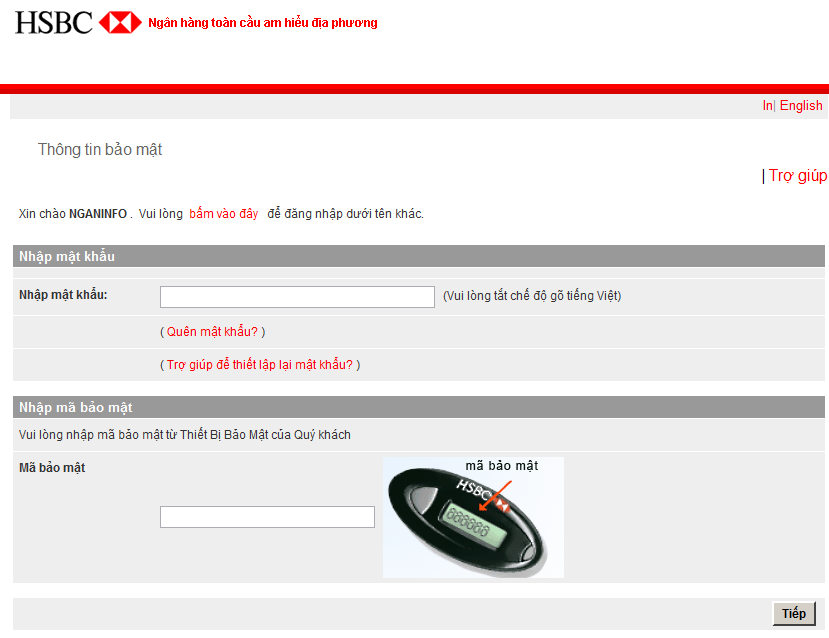 HSBC Ngân hàng toàn cầu am hiểu địa phương
In| English
Thông tin bảo mật
| Trợ giúp
Xin chào NGANINFO . Vui lòng bấm vào đây để đăng nhập dưới tên khác.
Nhập mật khẩu
Nhập mật khẩu: (Vui lòng tắt chế độ gõ tiếng Việt)
( Quên mật khẩu? )
( Trợ giúp để thiết lập lại mật khẩu? )
Nhập mã bảo mật
Vui lòng nhập mã bảo mật từ Thiết Bị Bảo Mật của Quý khách
Mã bảo mật
mã bảo mật
HSBC
888888
Tiếp